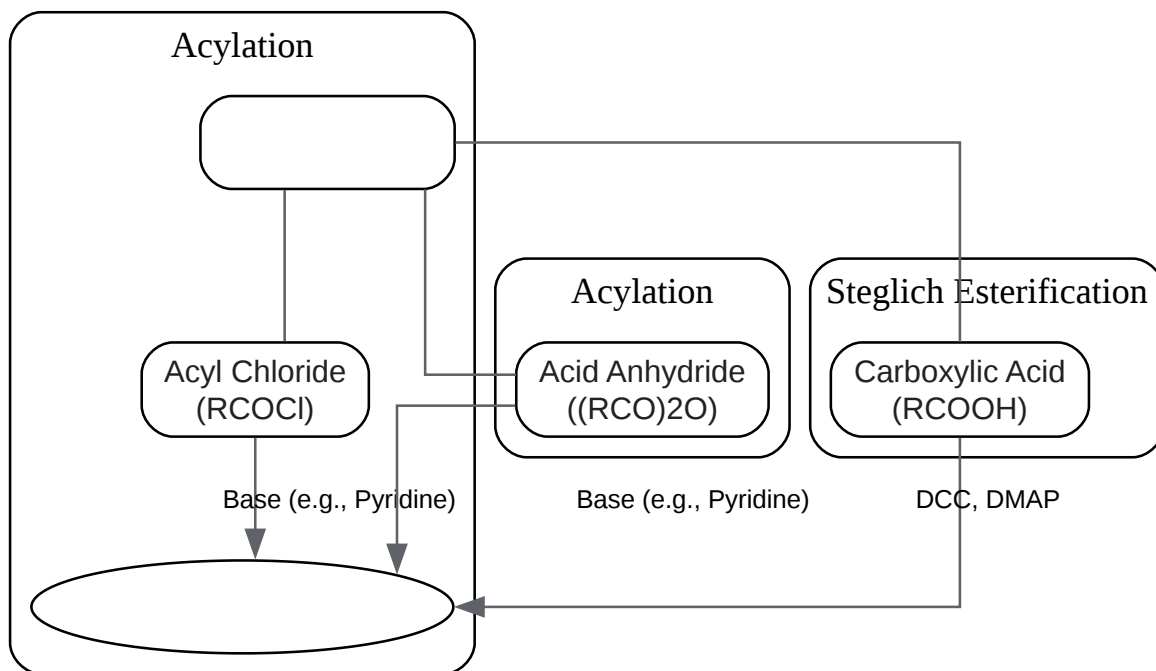 Acylation
Acylation
Steglich Esterification
Acyl Chloride
(RCOCl)
Acid Anhydride
((RCO)2O)
Carboxylic Acid
(RCOOH)
Base (e.g., Pyridine)
Base (e.g., Pyridine)
DCC, DMAP